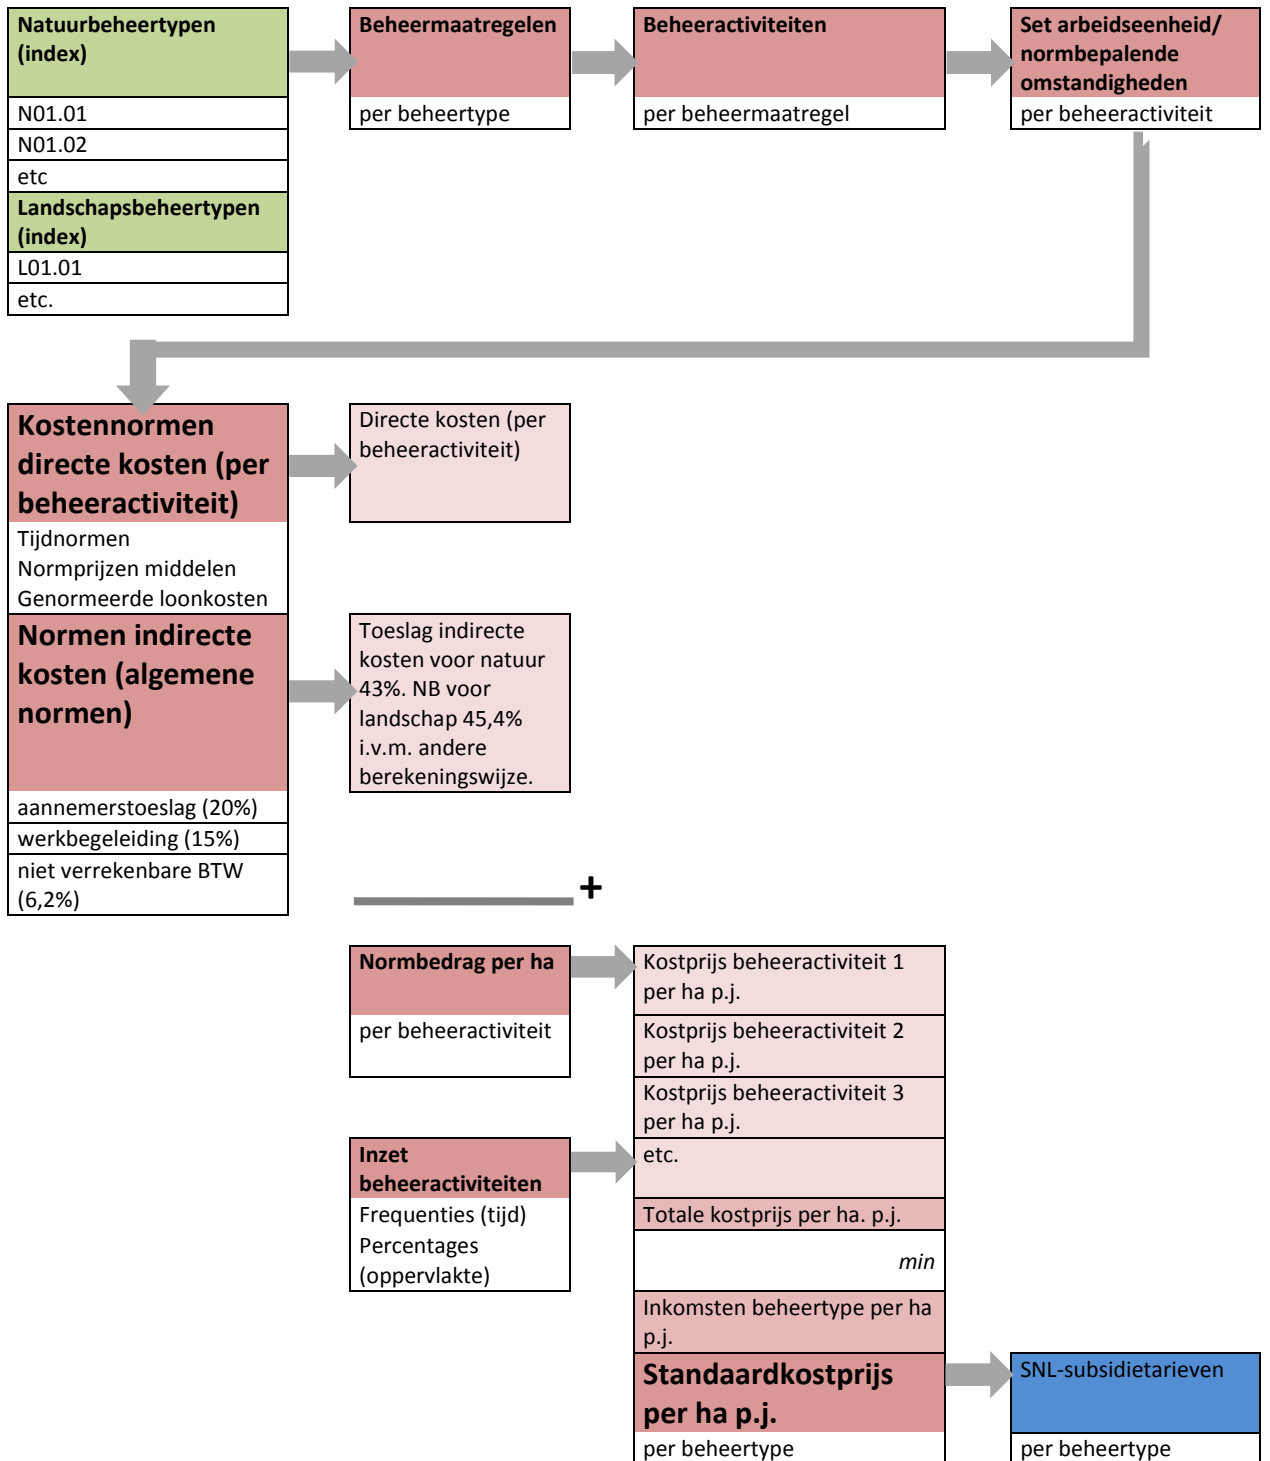 Natuurbeheertypen
(index)
N01.01
N01.02
etc
Landschapsbeheertypen
(index)
L01.01
etc.
Beheermaatregelen
per beheertype
Beheeractiviteiten
per beheermaatregel
Set arbeidseenheid/
normbepalende
omstandigheden
per beheeractiviteit
Kostennormen
directe kosten (per
beheeractiviteit)
Tijdnormen
Normprijzen middelen
Genormeerde loonkosten
Directe kosten (per
beheeractiviteit)
Normen indirecte
kosten (algemene
normen)
aannemerstoeslag (20%)
werkbegeleiding (15%)
niet verrekenbare BTW
(6,2%)
Toeslag indirecte
kosten voor natuur
43%. NB voor
landschap 45,4%
i.v.m. andere
berekeningswijze.
+
Normbedrag per ha
per beheeractiviteit
Inzet
beheeractiviteiten
Frequenties (tijd)
Percentages
(oppervlakte)
Kostprijs beheeractiviteit 1
per ha p.j.
Kostprijs beheeractiviteit 2
per ha p.j.
Kostprijs beheeractiviteit 3
per ha p.j.
etc.
Totale kostprijs per ha. p.j.
min
Inkomsten beheertype per ha
p.j.
Standaardkostprijs
per ha p.j.
per beheertype
SNL-subsidietarieven
per beheertype